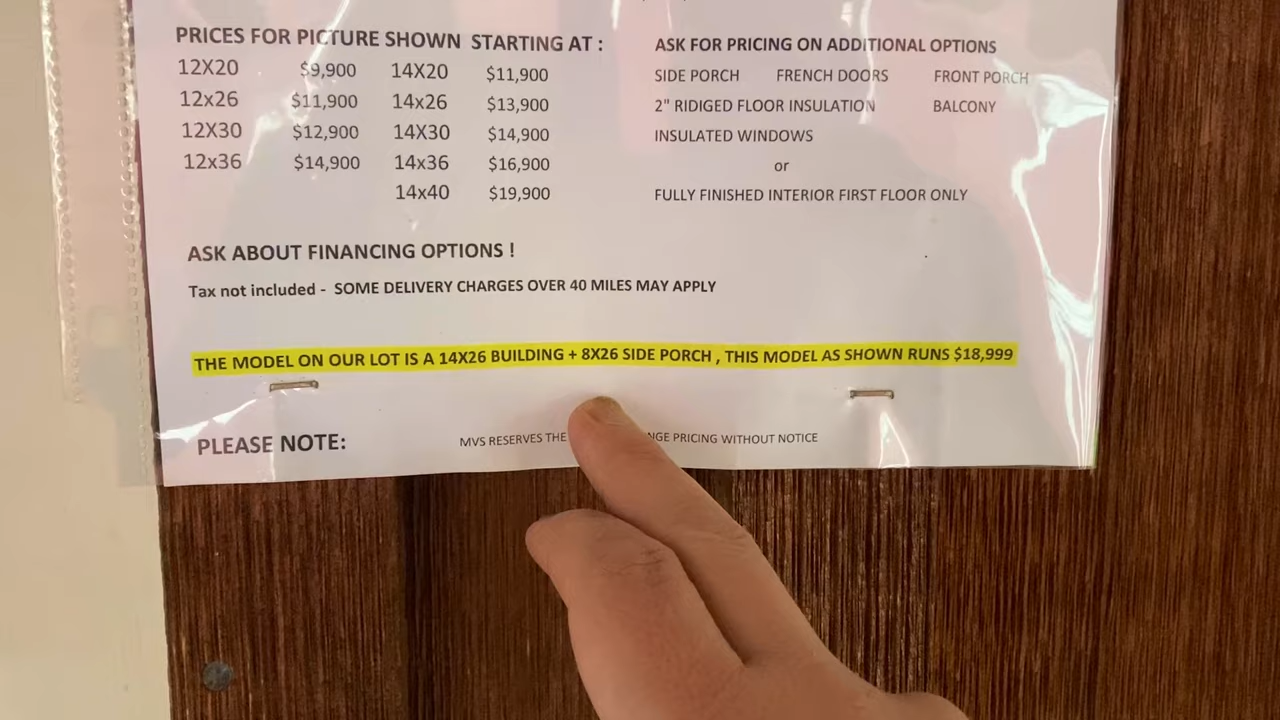 PRICES FOR PICTURE SHOWN STARTING AT :
12X20 $9,900 14X20 $11,900
12x26 $11,900 14x26 $13,900
12X30 $12,900 14X30 $14,900
12x36 $14,900 14x36 $16,900
14x40 $19,900
ASK FOR PRICING ON ADDITIONAL OPTIONS
SIDE PORCH FRENCH DOORS FRONT PORCH
2" RIDIGED FLOOR INSULATION BALCONY
INSULATED WINDOWS
or
FULLY FINISHED INTERIOR FIRST FLOOR ONLY
ASK ABOUT FINANCING OPTIONS !
Tax not included - SOME DELIVERY CHARGES OVER 40 MILES MAY APPLY
THE MODEL ON OUR LOT IS A 14X26 BUILDING + 8X26 SIDE PORCH , THIS MODEL AS SHOWN RUNS $18,999
PLEASE NOTE: MVS RESERVES THE NGE PRICING WITHOUT NOTICE